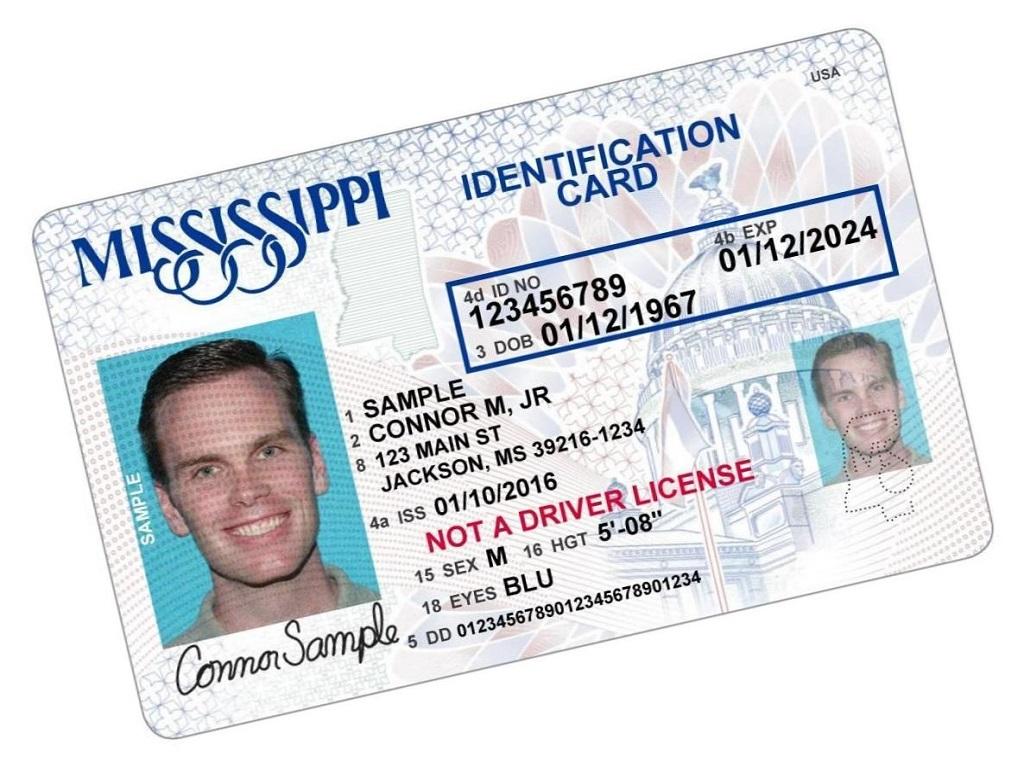 USA
MISSISSIPPI
IDENTIFICATION
CARD
4d ID NO
123456789
4b EXP
01/12/2024
3 DOB 01/12/1967
1 SAMPLE
2 CONNOR M, JR
8 123 MAIN ST
JACKSON, MS 39216-1234
4a ISS 01/10/2016
NOT A DRIVER LICENSE
15 SEX M 16 HGT 5'-08"
18 EYES BLU
5 DD 0123456789012345678901234
SAMPLE
Connor Sample